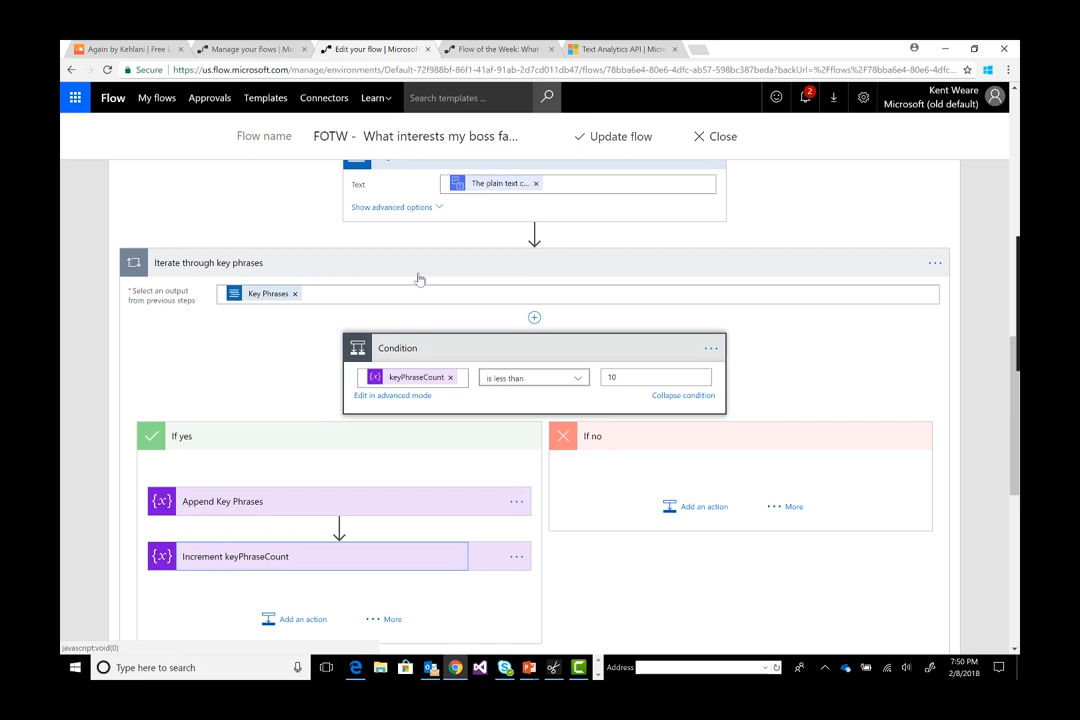 Again by Kehlani | Free L
Manage your flows | Mic
Edit your flow | Microsof
Flow of the Week: What
Text Analytics API | Micro
Secure https://us.flow.microsoft.com/manage/environments/Default-72f988bf-86f1-41af-91ab-2d7cd011db47/flows/78bba6e4-80e6-4dfc-ab57-598bc387beda?backUrl=%2Fflows%2F78bba6e4-80e6-4dfc...
Flow My flows Approvals Templates Connectors Learn Search templates ... 2
Kent Weare
Microsoft (old default)
Flow name FOTW - What interests my boss fa... Update flow Close
Text The plain text c... ×
Show advanced options
Iterate through key phrases ...
*Select an output
from previous steps
Key Phrases ×
Condition ...
{x} keyPhraseCount × is less than 10
Edit in advanced mode Collapse condition
If yes
If no
{x} Append Key Phrases ...
Add an action ... More
{x} Increment keyPhraseCount ...
Add an action ... More
javascript:void(0)
Type here to search
Address
7:50 PM
2/8/2018